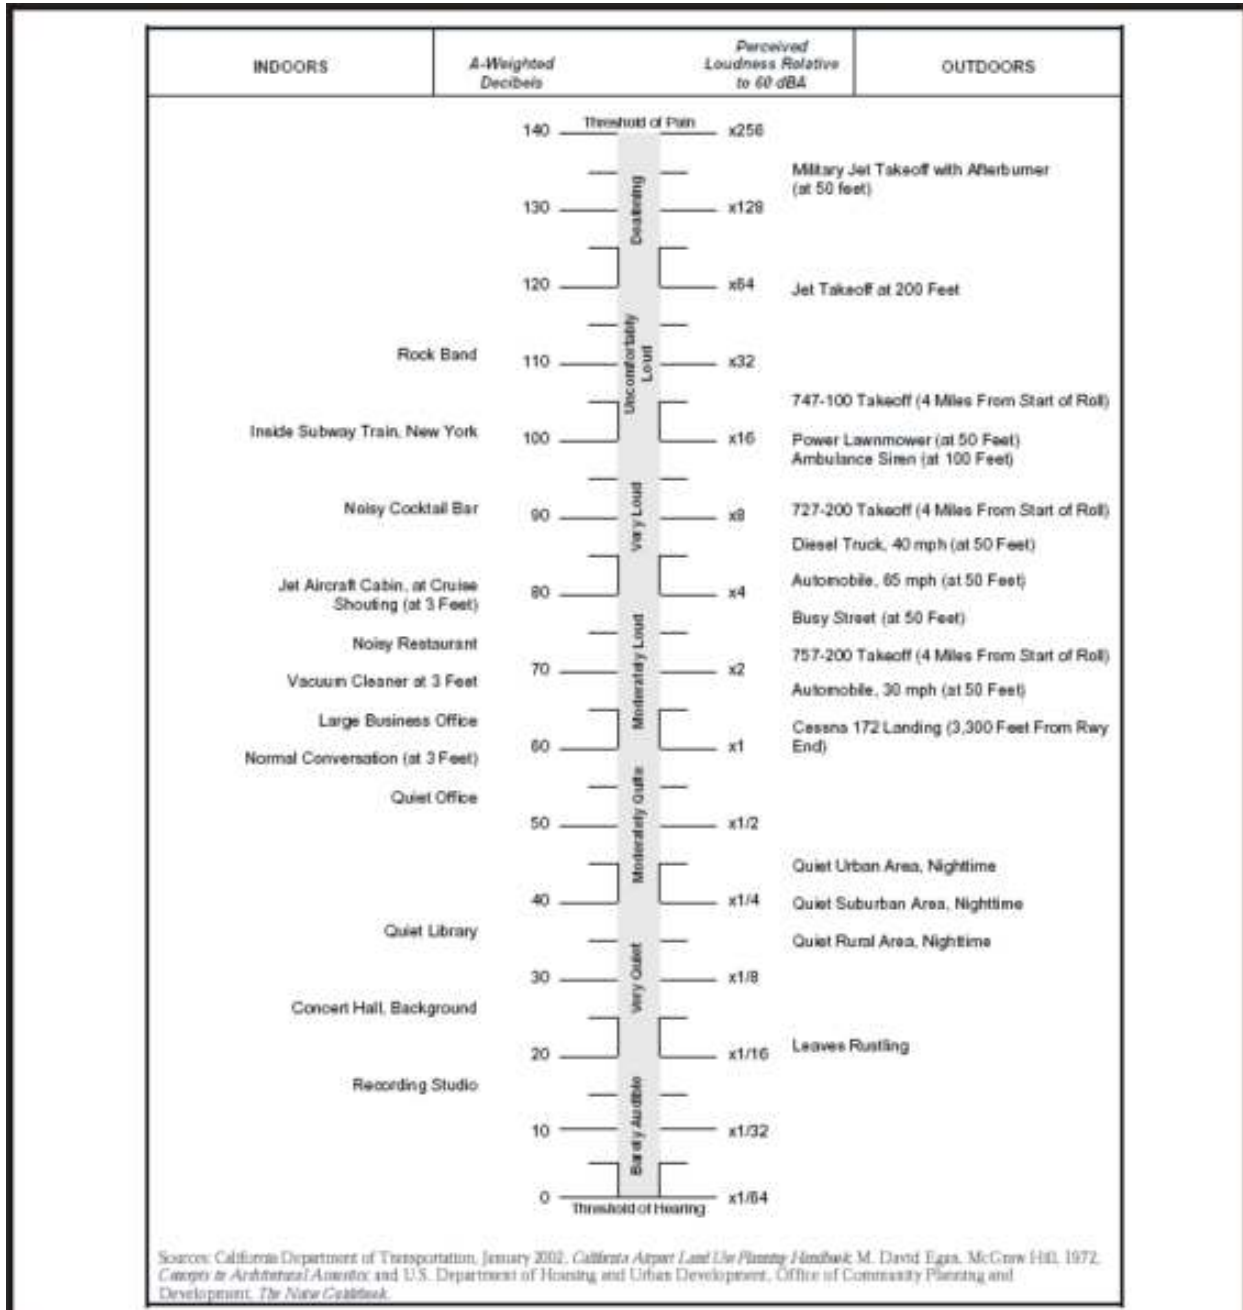 INDOORS
A-Weighted
Decibels
Perceived
Loudness Relative
to 60 dBA
OUTDOORS
Threshold of Pain
140
x256
Military Jet Takeoff with Afterburner
(at 50 feet)
Deafening
130
x128
120
x64
Jet Takeoff at 200 Feet
Uncomfortably
Loud
Rock Band
110
x32
747-100 Takeoff (4 Miles From Start of Roll)
Inside Subway Train, New York
100
x16
Power Lawnmower (at 50 Feet)
Ambulance Siren (at 100 Feet)
Very Loud
Noisy Cocktail Bar
90
x8
727-200 Takeoff (4 Miles From Start of Roll)
Diesel Truck, 40 mph (at 50 Feet)
Jet Aircraft Cabin, at Cruise
Shouting (at 3 Feet)
80
x4
Automobile, 65 mph (at 50 Feet)
Busy Street (at 50 Feet)
Moderately Loud
Noisy Restaurant
70
x2
757-200 Takeoff (4 Miles From Start of Roll)
Vacuum Cleaner at 3 Feet
Automobile, 30 mph (at 50 Feet)
Large Business Office
60
x1
Cessna 172 Landing (3,300 Feet From Rwy
End)
Normal Conversation (at 3 Feet)
Moderately Quite
Quiet Office
50
x1/2
Quiet Urban Area, Nighttime
40
x1/4
Quiet Suburban Area, Nighttime
Quiet Library
Quiet Rural Area, Nighttime
Very Quiet
30
x1/8
Concert Hall, Background
20
x1/16
Leaves Rustling
Recording Studio
Barely Audible
10
x1/32
0
x1/64
Threshold of Hearing
Sources: California Department of Transportation, January 2002, California Airport Land Use Planning Handbook; M. David Egan, McGraw Hill, 1972,
Concepts in Architectural Acoustics; and U.S. Department of Housing and Urban Development, Office of Community Planning and
Development, The Noise Guidebook.